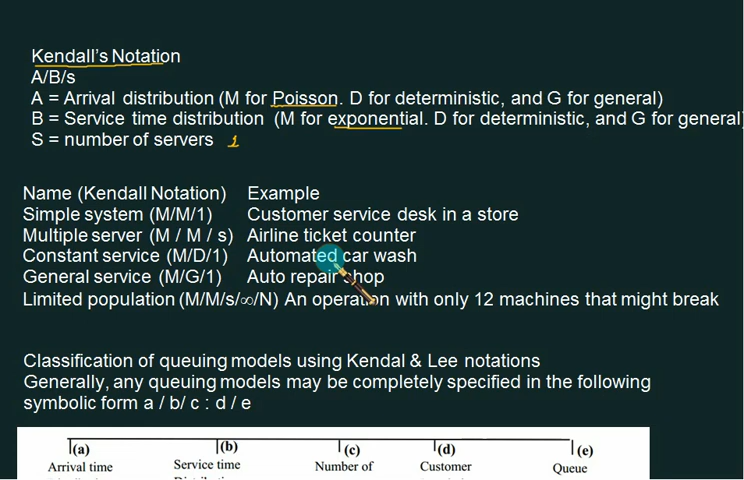 Kendall's Notation
A/B/s
A = Arrival distribution (M for Poisson. D for deterministic, and G for general)
B = Service time distribution (M for exponential. D for deterministic, and G for general)
S = number of servers 1
Name (Kendall Notation) Example
Simple system (M/M/1) Customer service desk in a store
Multiple server (M / M / s) Airline ticket counter
Constant service (M/D/1) Automated car wash
General service (M/G/1) Auto repair shop
Limited population (M/M/s/∞/N) An operation with only 12 machines that might break
Classification of queuing models using Kendal & Lee notations
Generally, any queuing models may be completely specified in the following
symbolic form a / b/ c : d / e
(a) (b) (c) (d) (e)
Arrival time Service time Number of Customer Queue